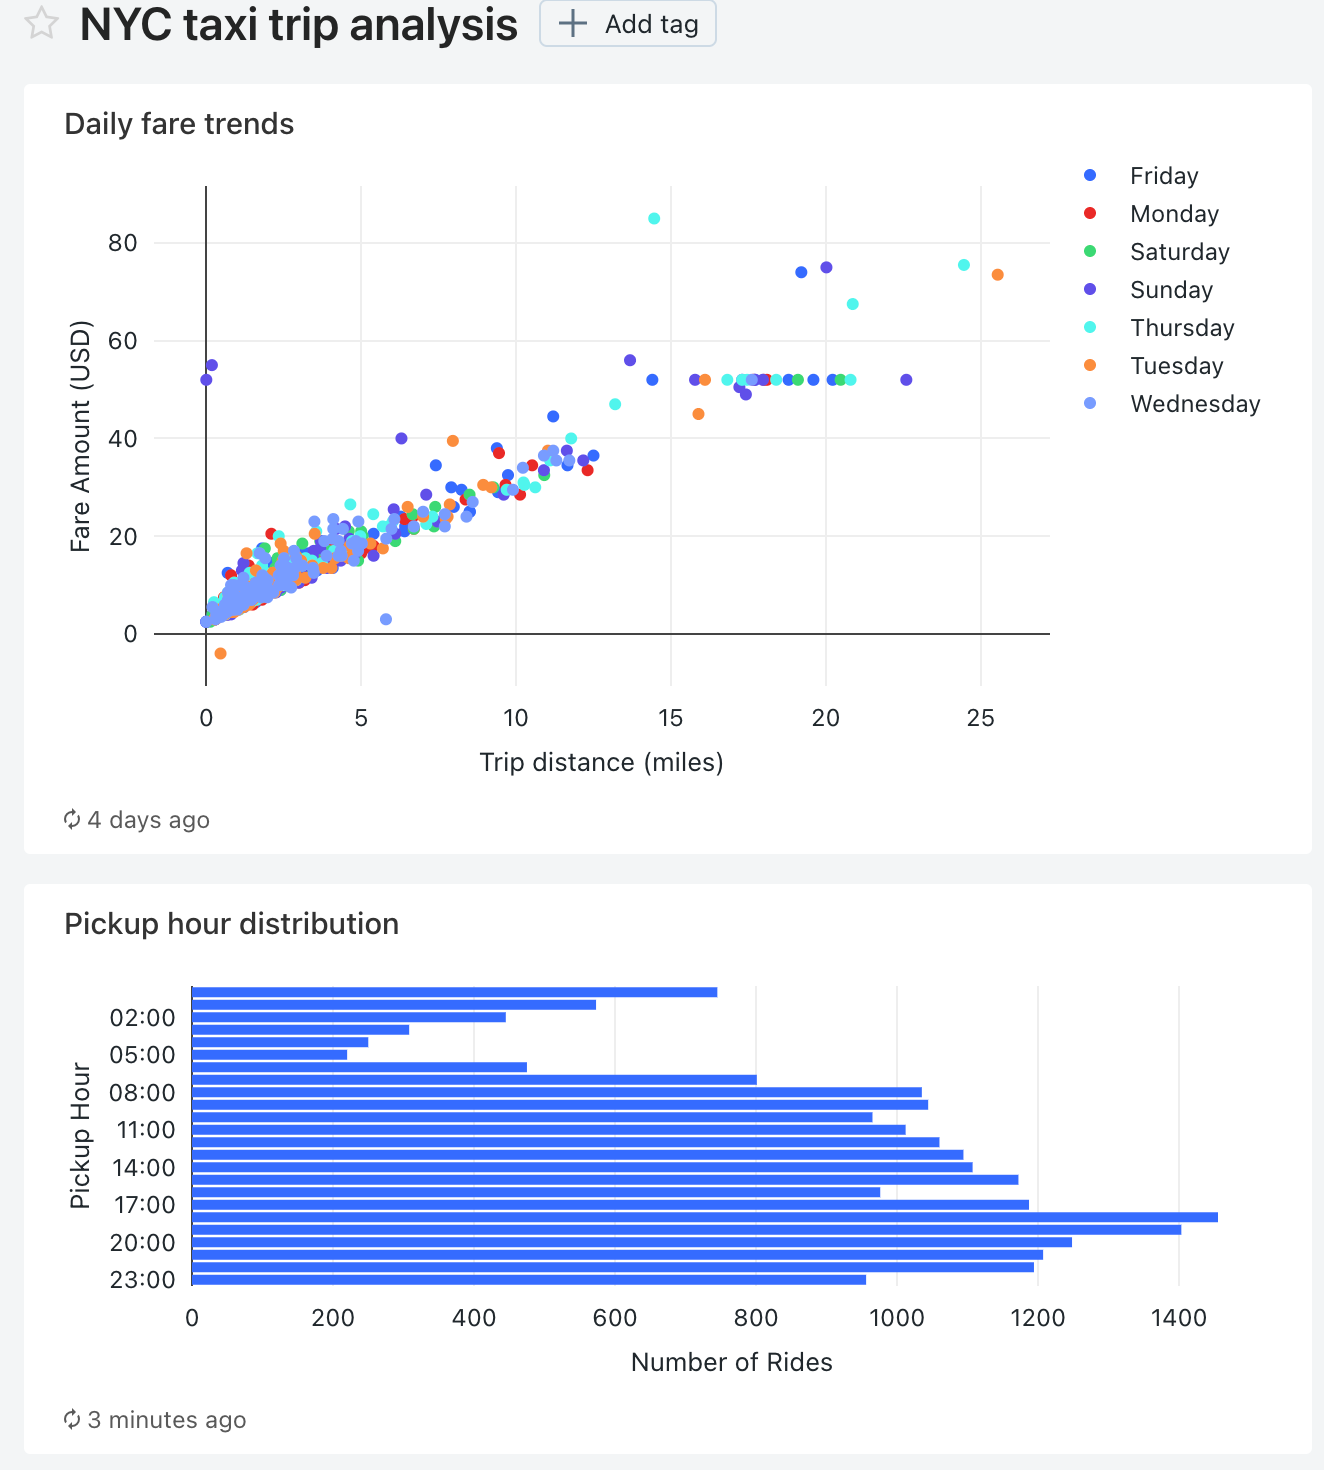 NYC taxi trip analysis
Add tag
Daily fare trends
Friday
Monday
Saturday
Sunday
Thursday
Tuesday
Wednesday
Fare Amount (USD)
80
60
40
20
0
0 5 10 15 20 25
Trip distance (miles)
4 days ago
Pickup hour distribution
Pickup Hour
02:00
05:00
08:00
11:00
14:00
17:00
20:00
23:00
0 200 400 600 800 1000 1200 1400
Number of Rides
3 minutes ago